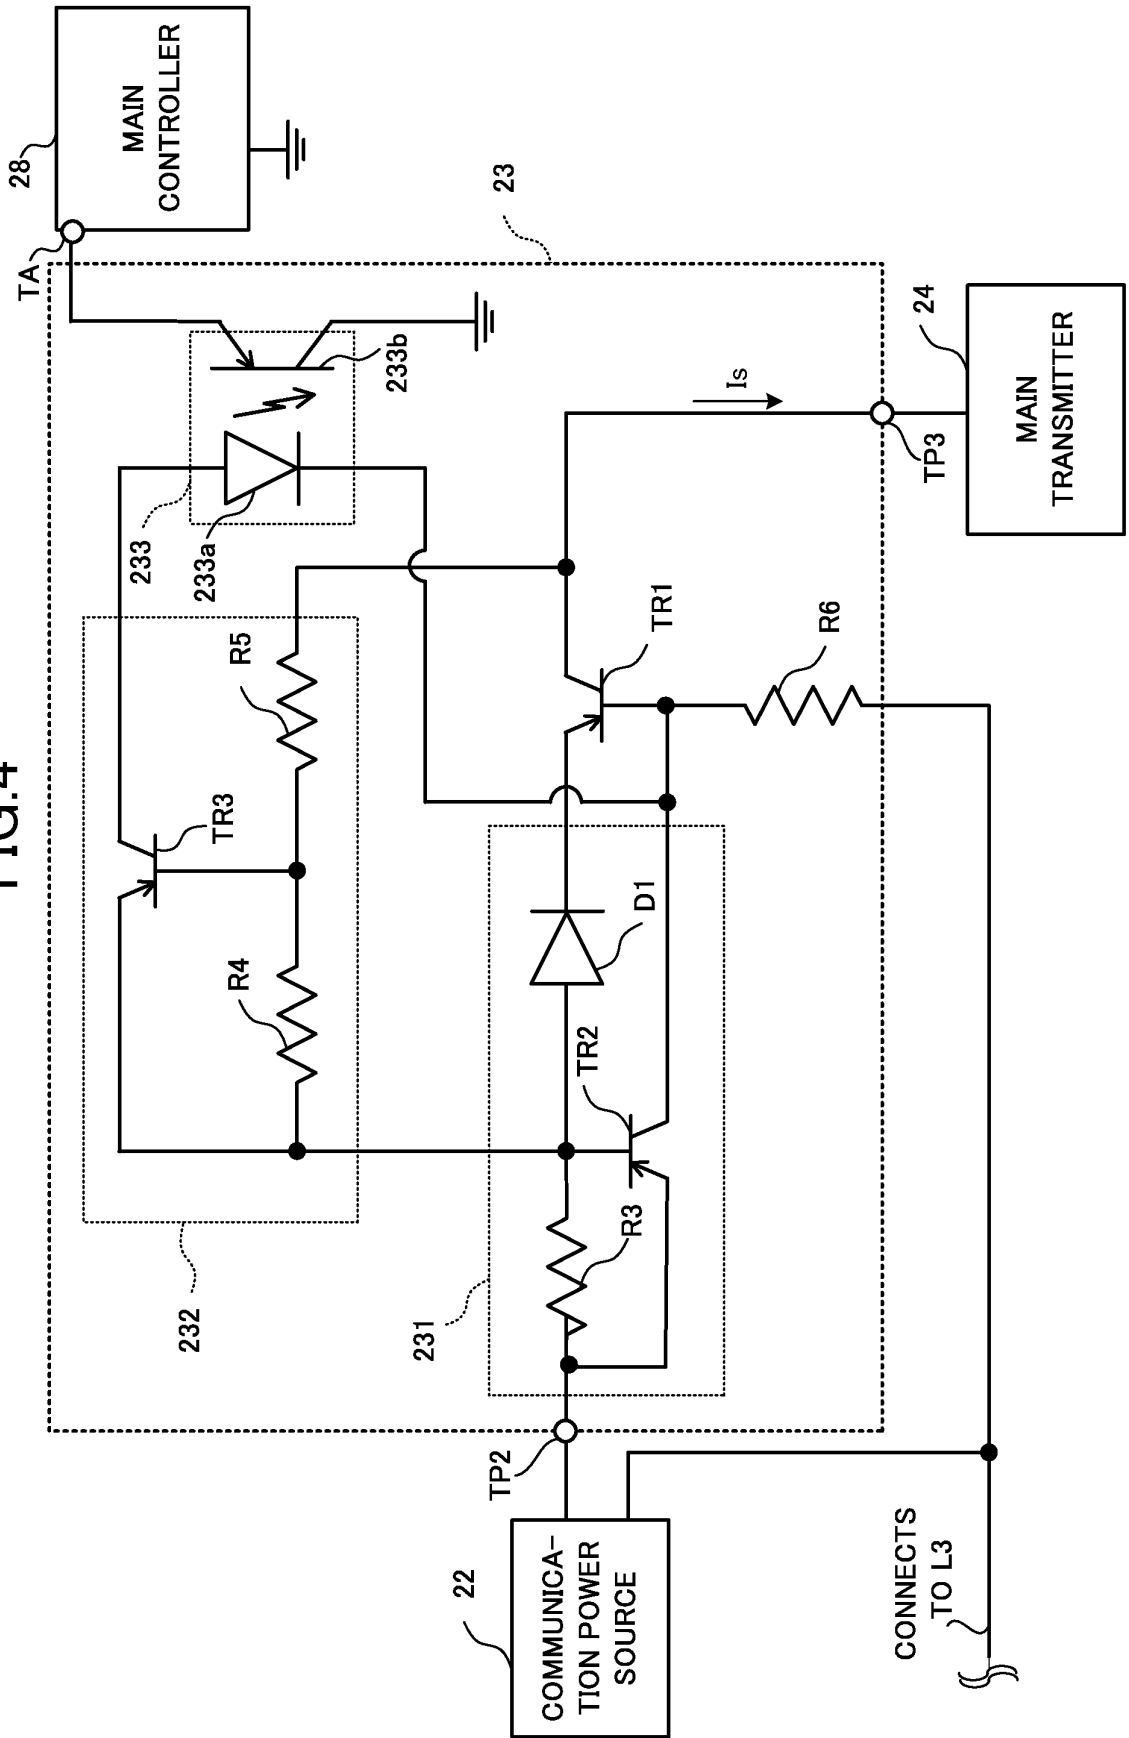 FIG.4
28
MAIN
CONTROLLER
TA
23
233b
233
233a
Is
24
MAIN
TRANSMITTER
TP3
R5
TR3
R4
TR1
R6
D1
TR2
R3
232
231
TP2
22
COMMUNICA-
TION POWER
SOURCE
CONNECTS
TO L3